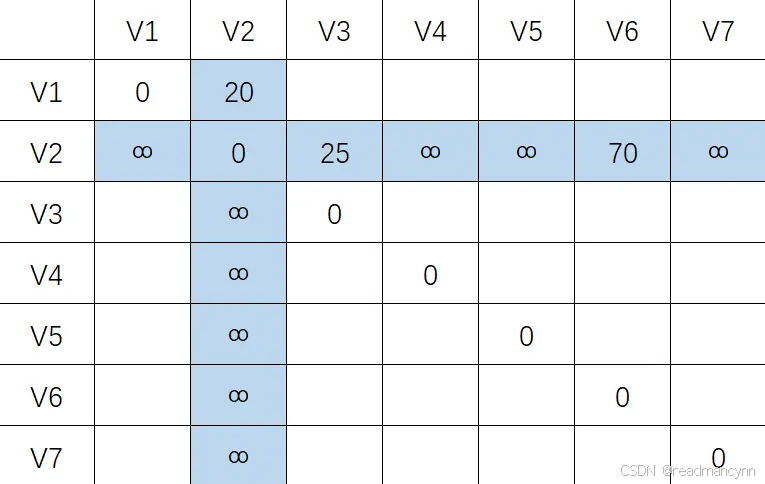 V1 V2 V3 V4 V5 V6 V7
V1 0 20
V2 ∞ 0 25 ∞ ∞ 70 ∞
V3 ∞ 0
V4 ∞ 0
V5 ∞ 0
V6 ∞ 0
V7 ∞ 0
CSDN @readmancynn